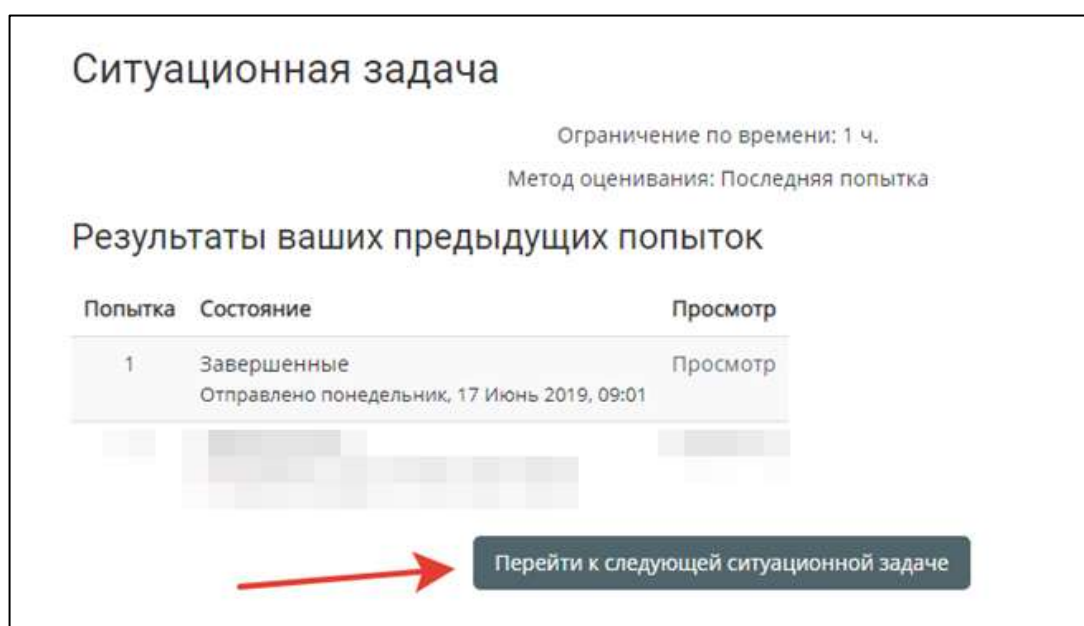 Ситуационная задача
Ограничение по времени: 1 ч.
Метод оценивания: Последняя попытка
Результаты ваших предыдущих попыток
Попытка Состояние Просмотр
1 Завершенные Просмотр
Отправлено понедельник, 17 Июнь 2019, 09:01
Перейти к следующей ситуационной задаче